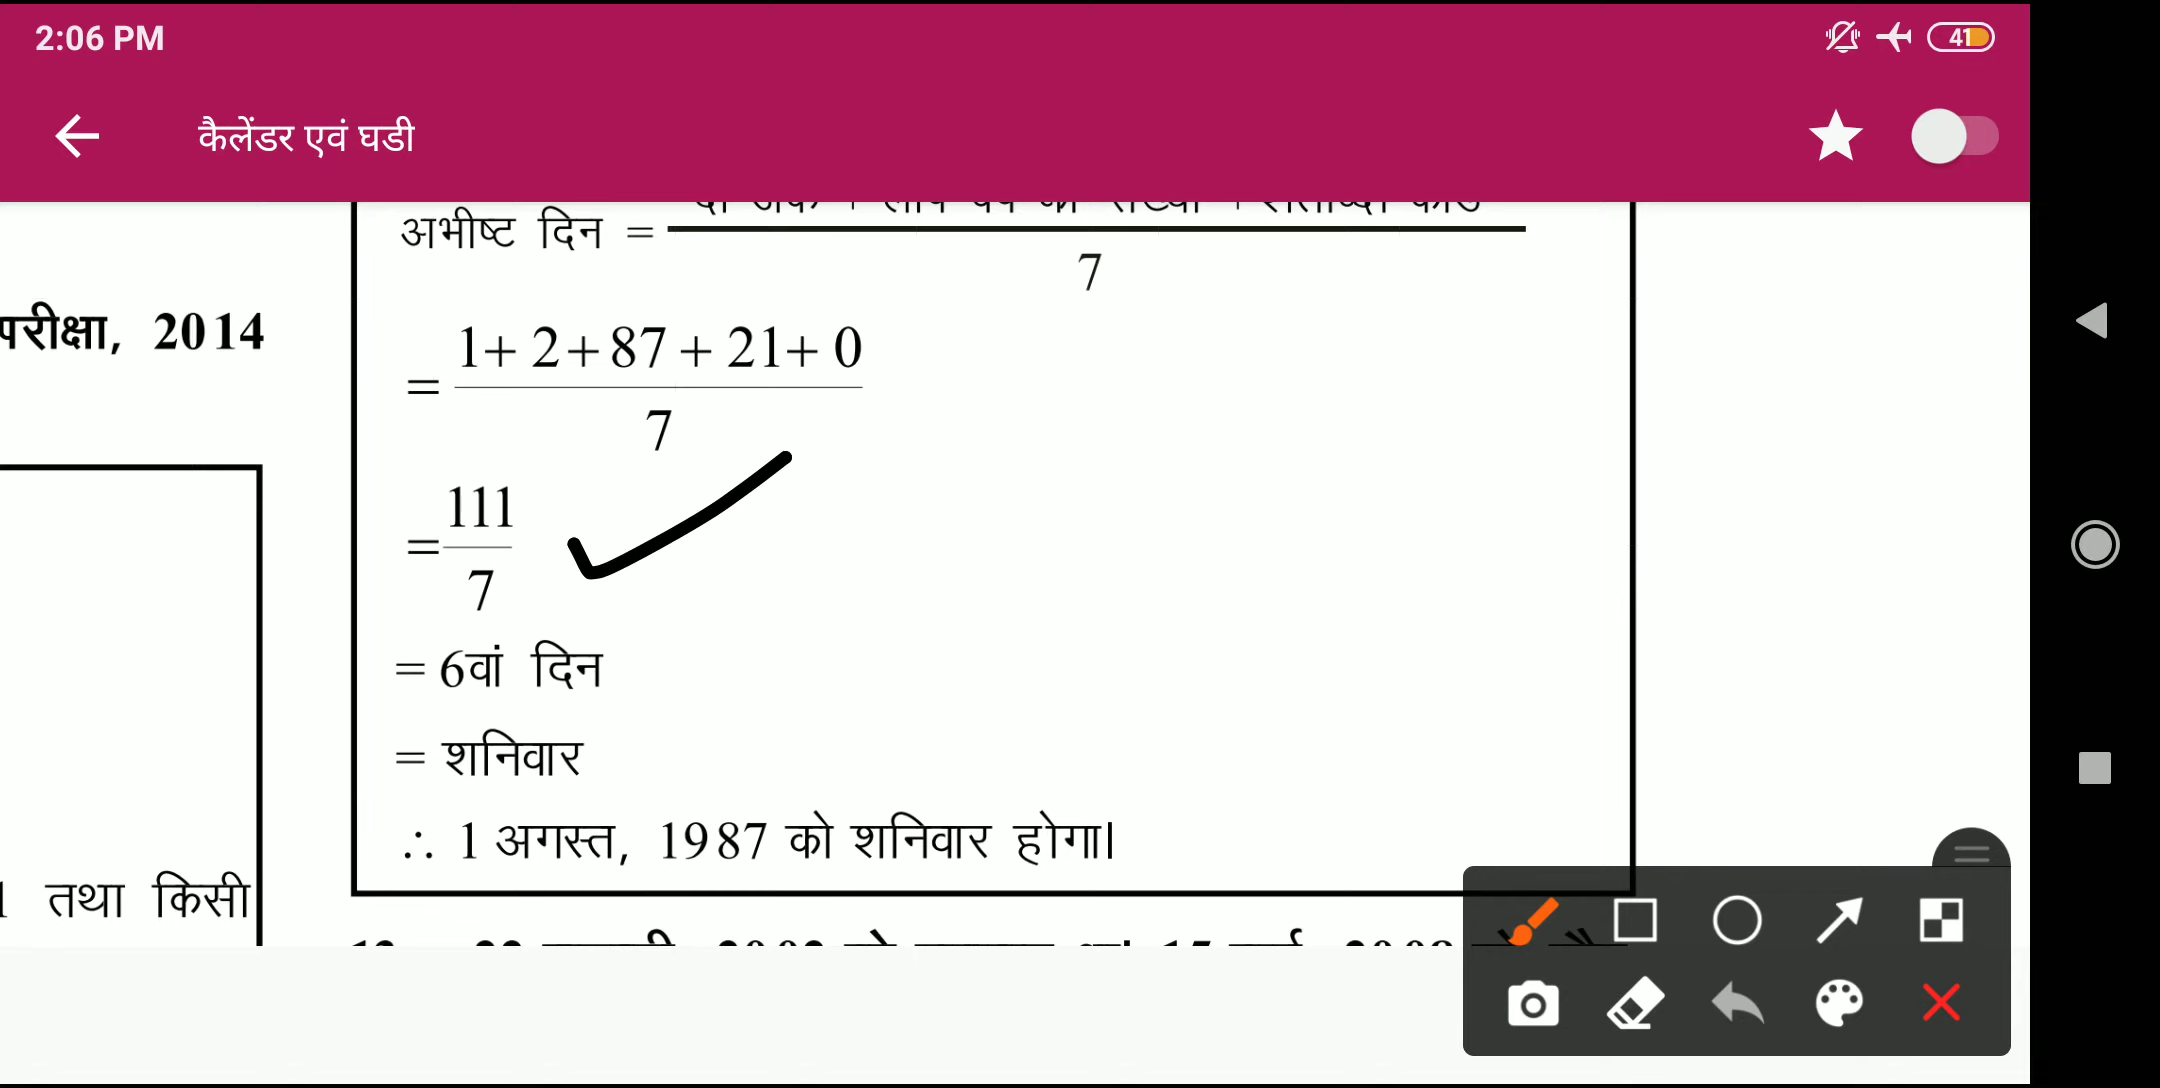 2:06 PM
41
कैलेंडर एवं घडी
परीक्षा, 2014
तथा किसी
अभीष्ट दिन =
7
= 1+ 2+87+21+ 0
7
= 111
7
= 6वां दिन
= शनिवार
∴ 1 अगस्त, 1987 को शनिवार होगा।